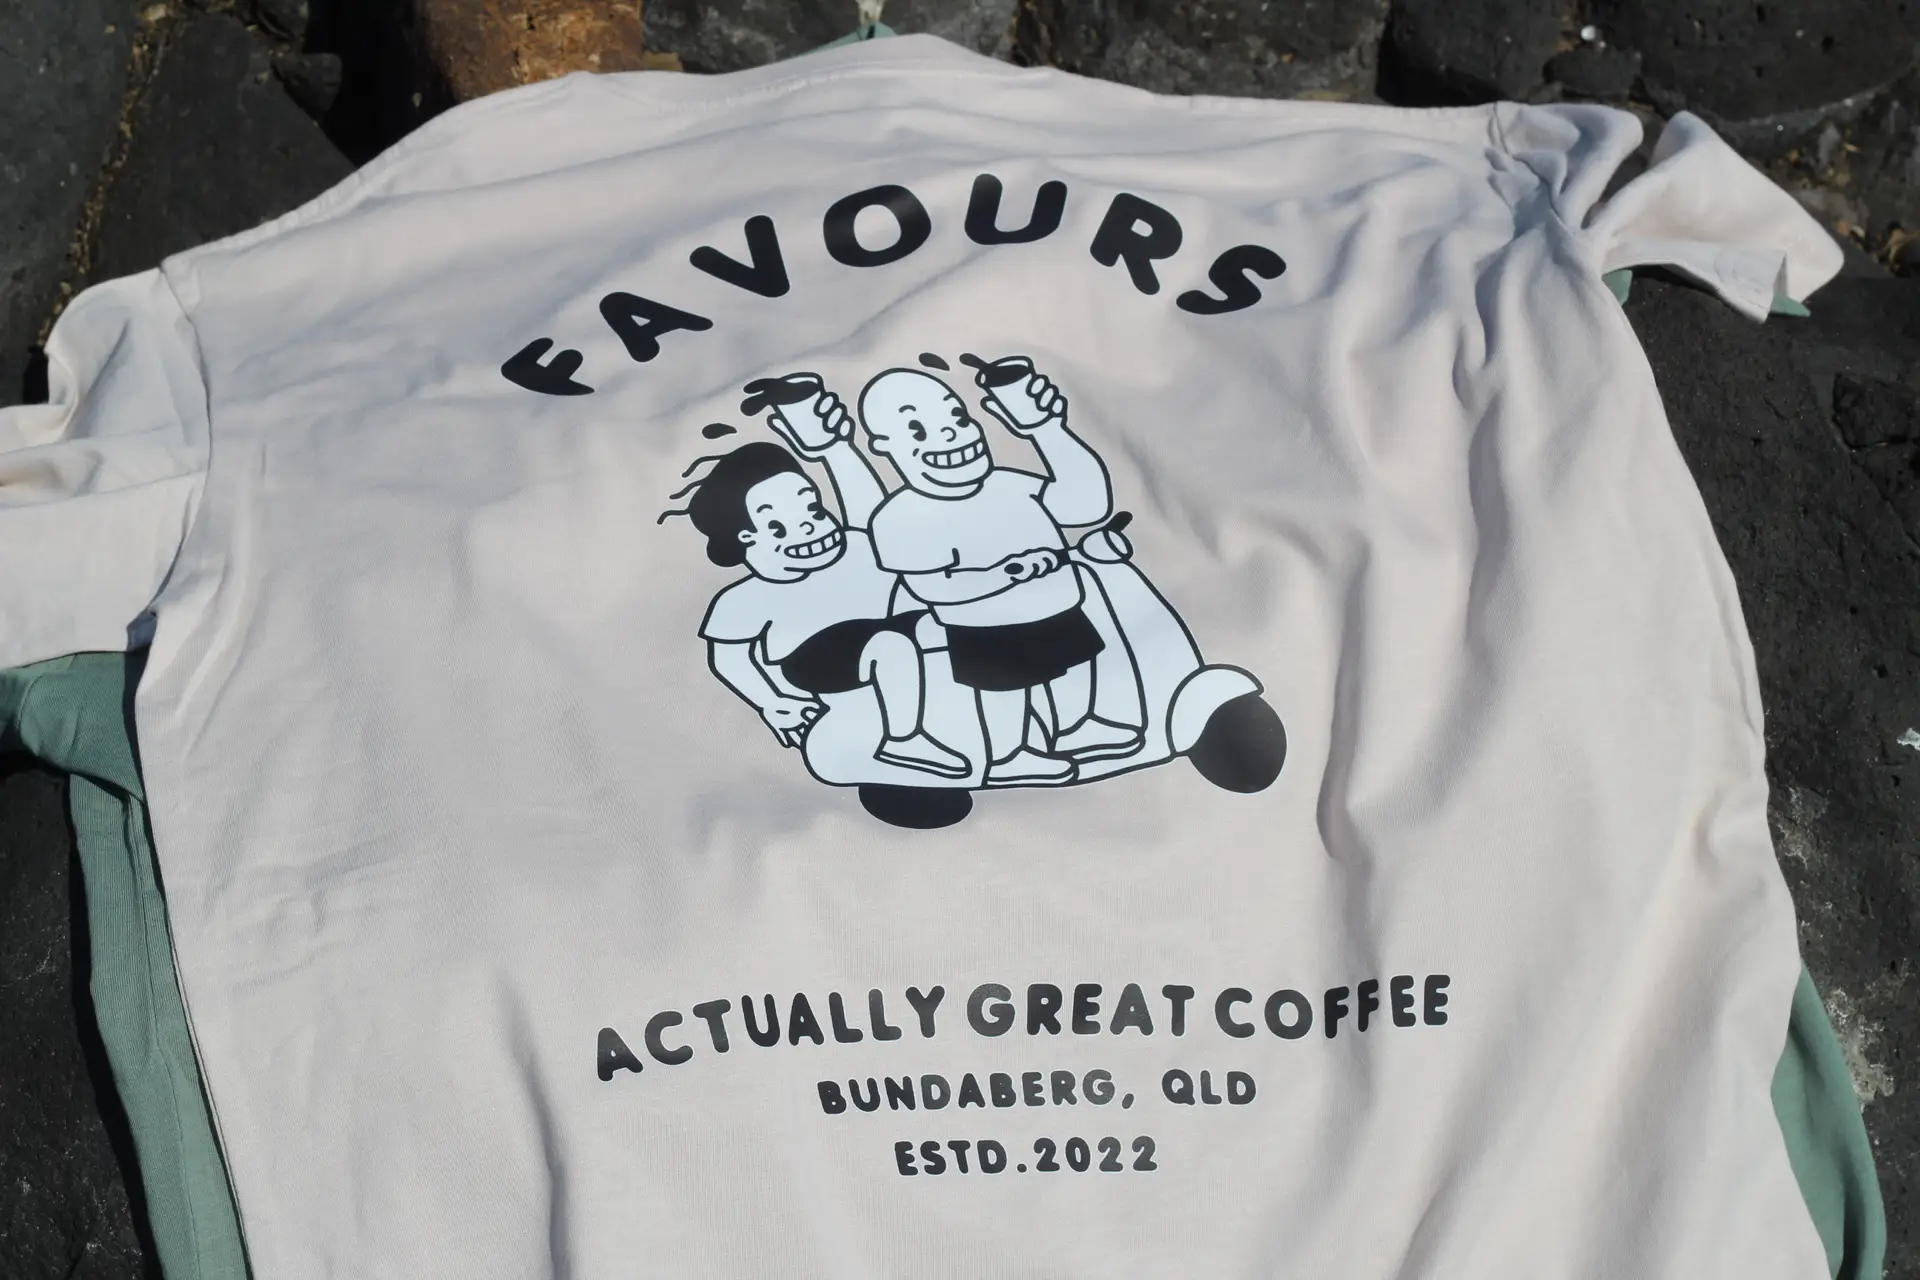 FAVOURS
ACTUALLY GREAT COFFEE
BUNDABERG, QLD
ESTD.2022